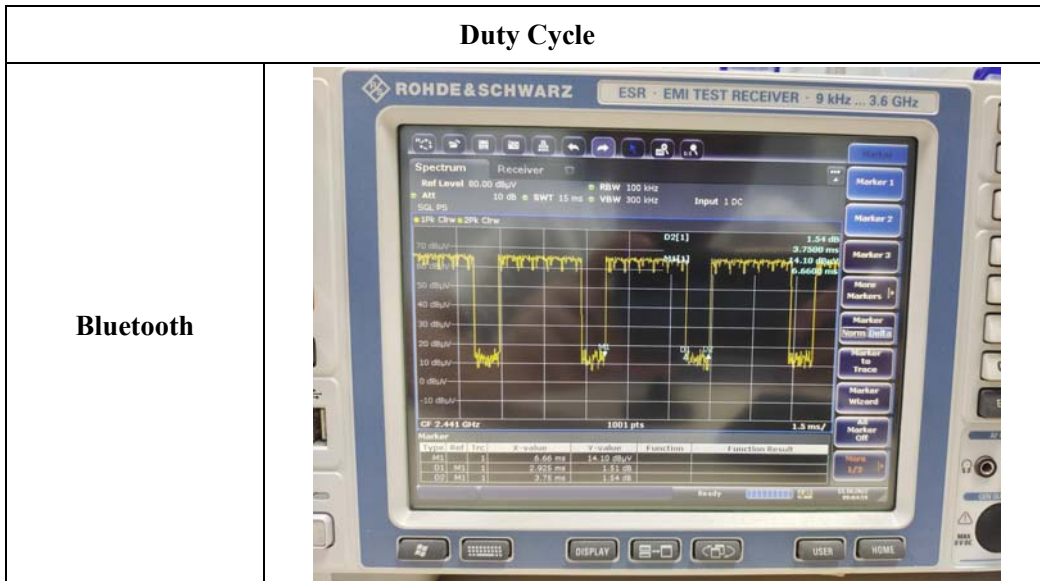 Duty Cycle
Bluetooth
ROHDE&SCHWARZ
ESR · EMI TEST RECEIVER · 9 kHz ... 3.6 GHz
Marker
Spectrum
Receiver
Ref Level 80.00 dBµV
RBW 100 kHz
Att 10 dB SWT 15 ms VBW 300 kHz Input 1 DC
SGL PS
1Pk Clrw 2Pk Clrw
D2[1] 1.54 dB
3.7500 ms
M1[1] 14.10 dBµV
6.6600 ms
70 dBµV
50 dBµV
40 dBµV
30 dBµV
20 dBµV
10 dBµV
0 dBµV
-10 dBµV
M1
D1
D2
CF 2.441 GHz 1001 pts 1.5 ms/
Marker
Type Ref Trc X-value Y-value Function Function Result
M1 1 6.66 ms 14.10 dBµV
D1 M1 1 2.925 ms 1.51 dB
D2 M1 1 3.75 ms 1.54 dB
Ready
Marker 1
Marker 2
Marker 3
More
Markers
Marker
Norm Delta
Marker
to
Trace
Marker
Wizard
All
Marker
Off
More
1/2
DISPLAY
USER
HOME
MAX
0 V DC